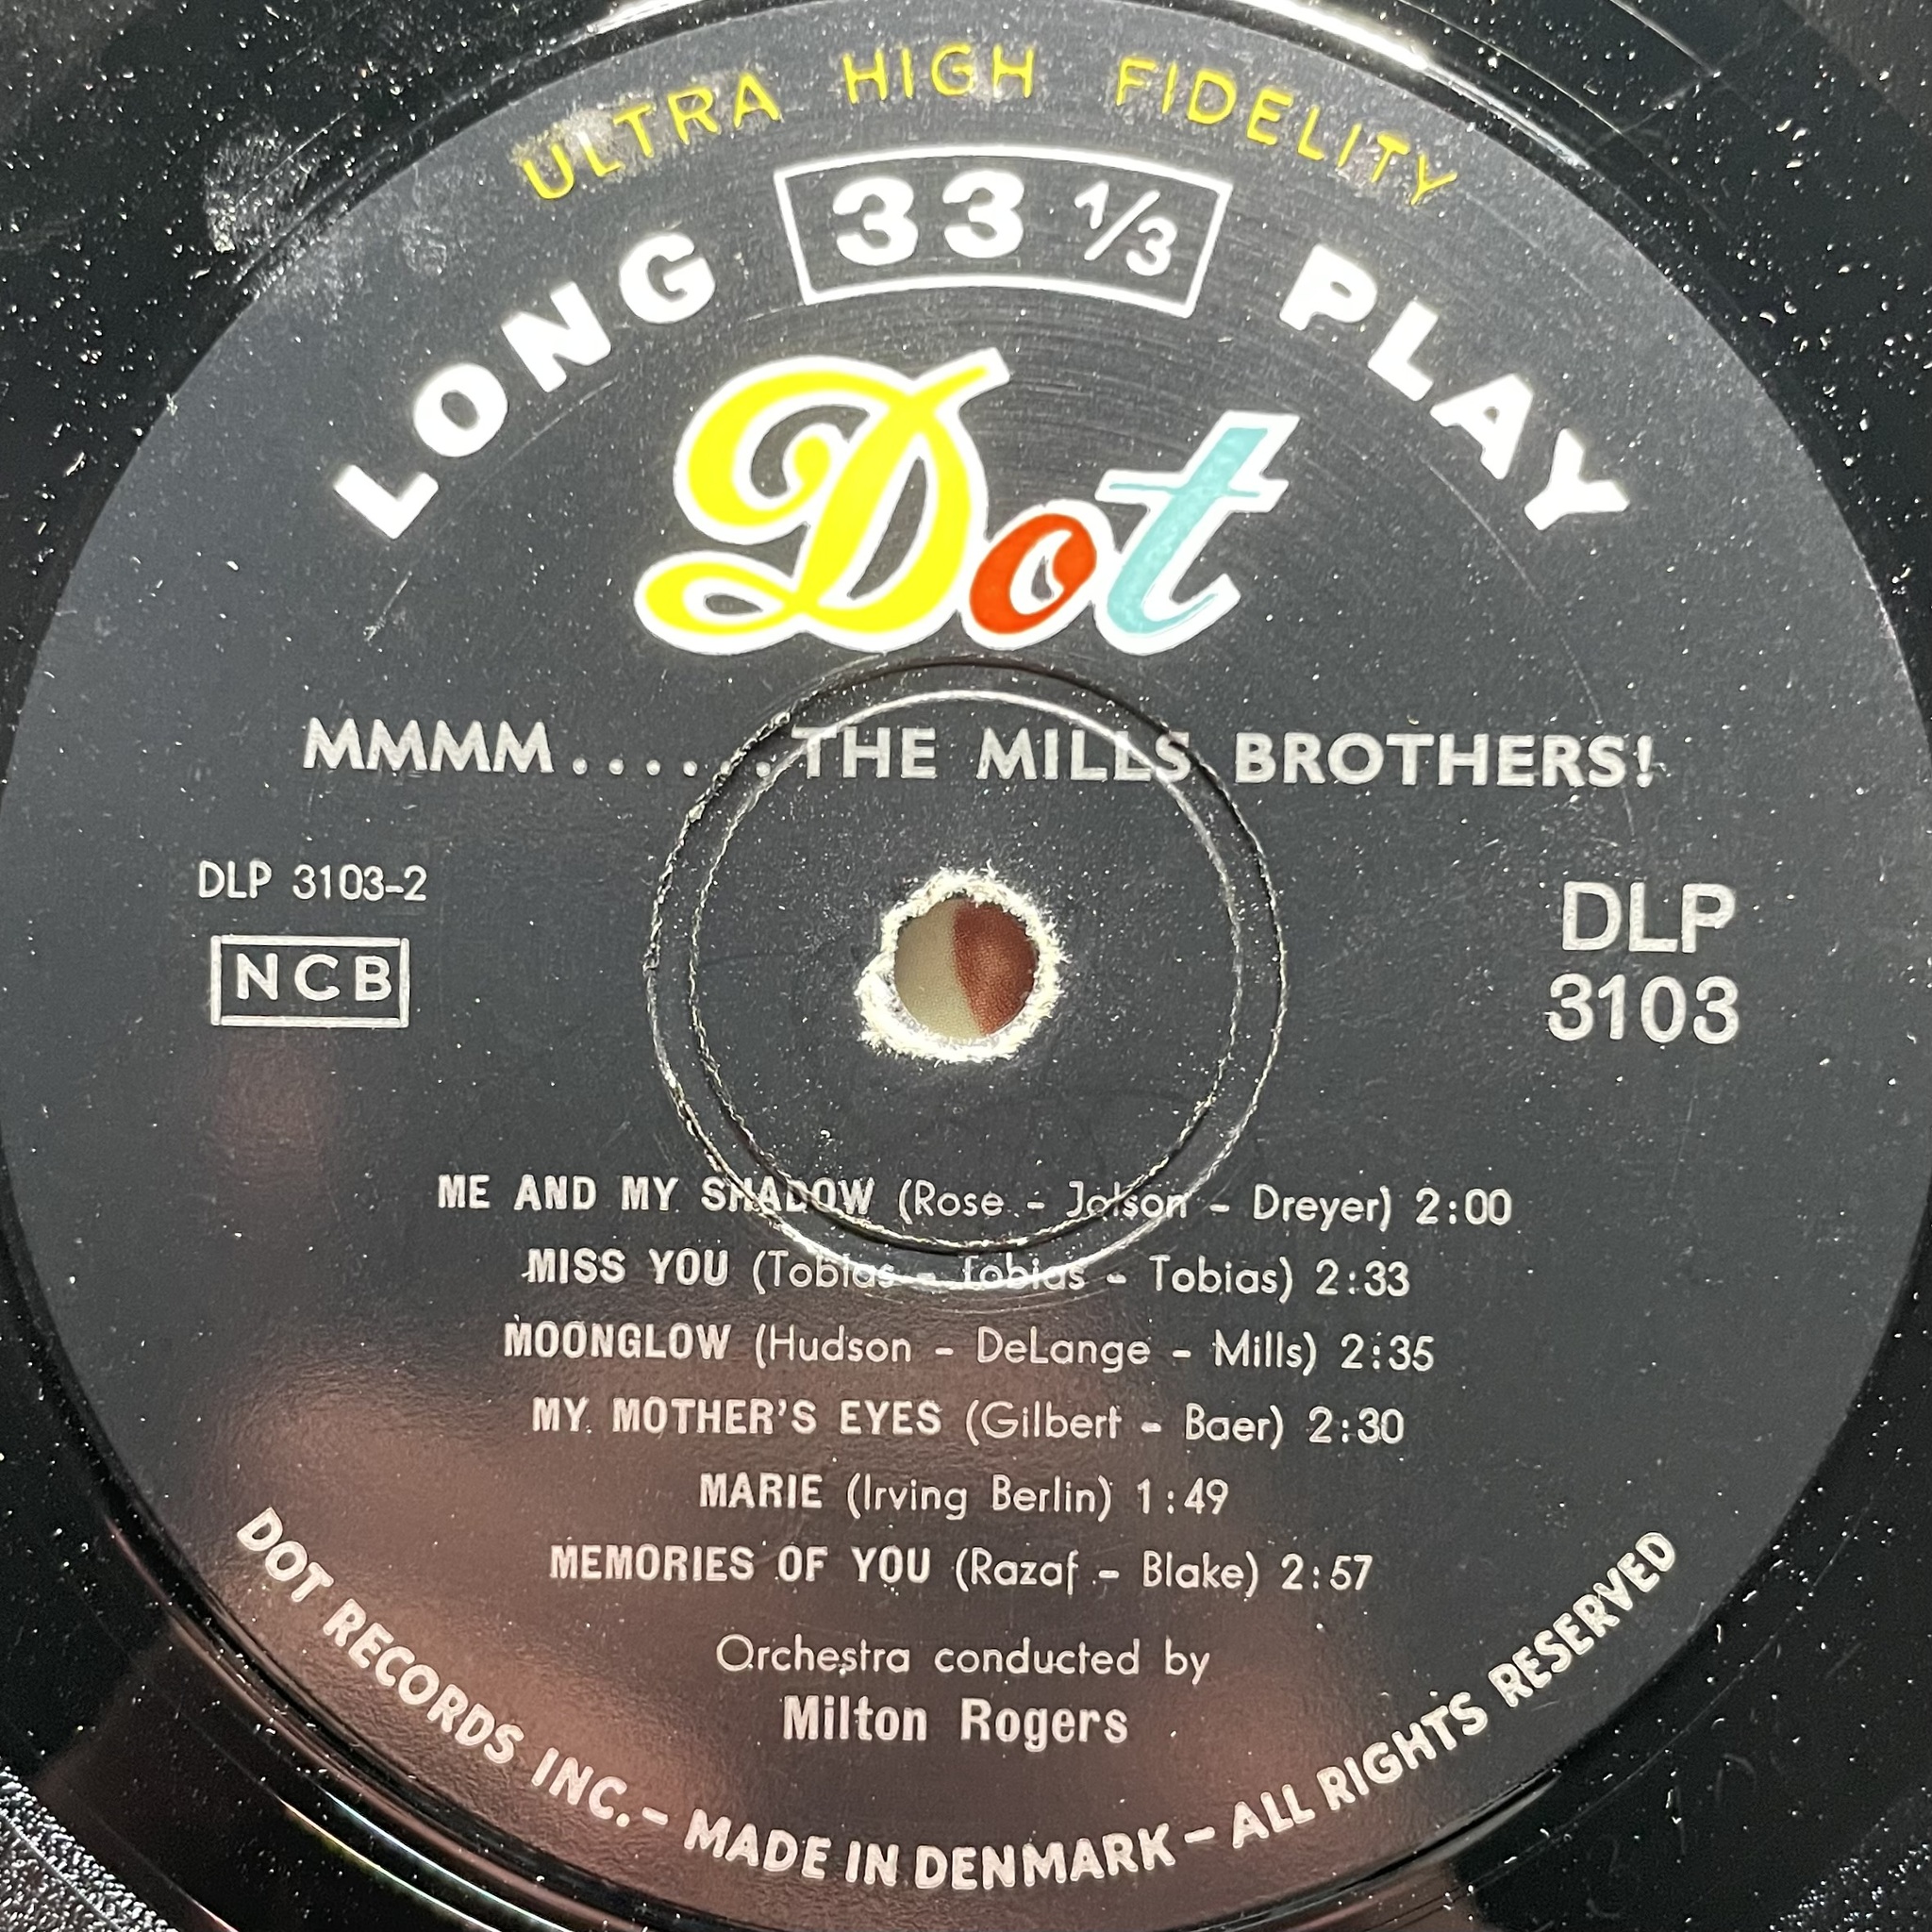 ULTRA HIGH FIDELITY
LONG 33 1/3 PLAY
Dot
MMMM......THE MILLS BROTHERS!
DLP 3103-2
NCB
DLP
3103
ME AND MY SHADOW (Rose - Jolson - Dreyer) 2:00
MISS YOU (Tobias - Tobias - Tobias) 2:33
MOONGLOW (Hudson - DeLange - Mills) 2:35
MY MOTHER'S EYES (Gilbert - Baer) 2:30
MARIE (Irving Berlin) 1:49
MEMORIES OF YOU (Razaf - Blake) 2:57
Orchestra conducted by
Milton Rogers
DOT RECORDS INC. - MADE IN DENMARK - ALL RIGHTS RESERVED